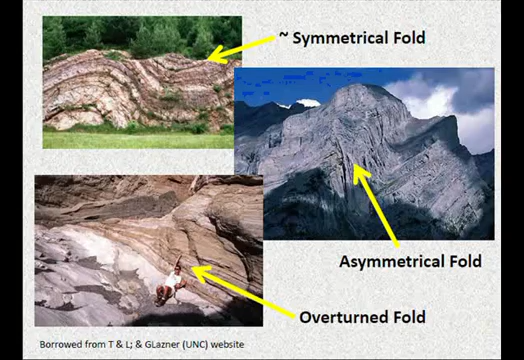 ~ Symmetrical Fold
Asymmetrical Fold
Overturned Fold
Borrowed from T & L; & GLazner (UNC) website